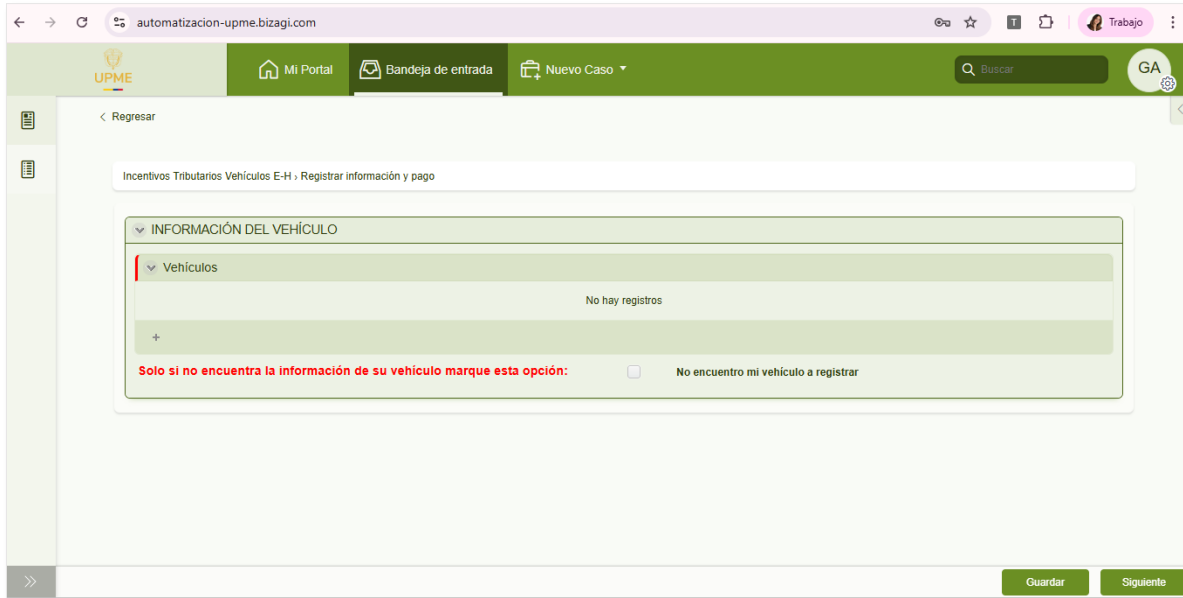 automatizacion-upme.bizagi.com
T
Trabajo
UPME
Mi Portal
Bandeja de entrada
Nuevo Caso
Buscar
GA
Regresar
Incentivos Tributarios Vehículos E-H › Registrar información y pago
INFORMACIÓN DEL VEHÍCULO
Vehículos
No hay registros
+
Solo si no encuentra la información de su vehículo marque esta opción:
No encuentro mi vehículo a registrar
Guardar
Siguiente